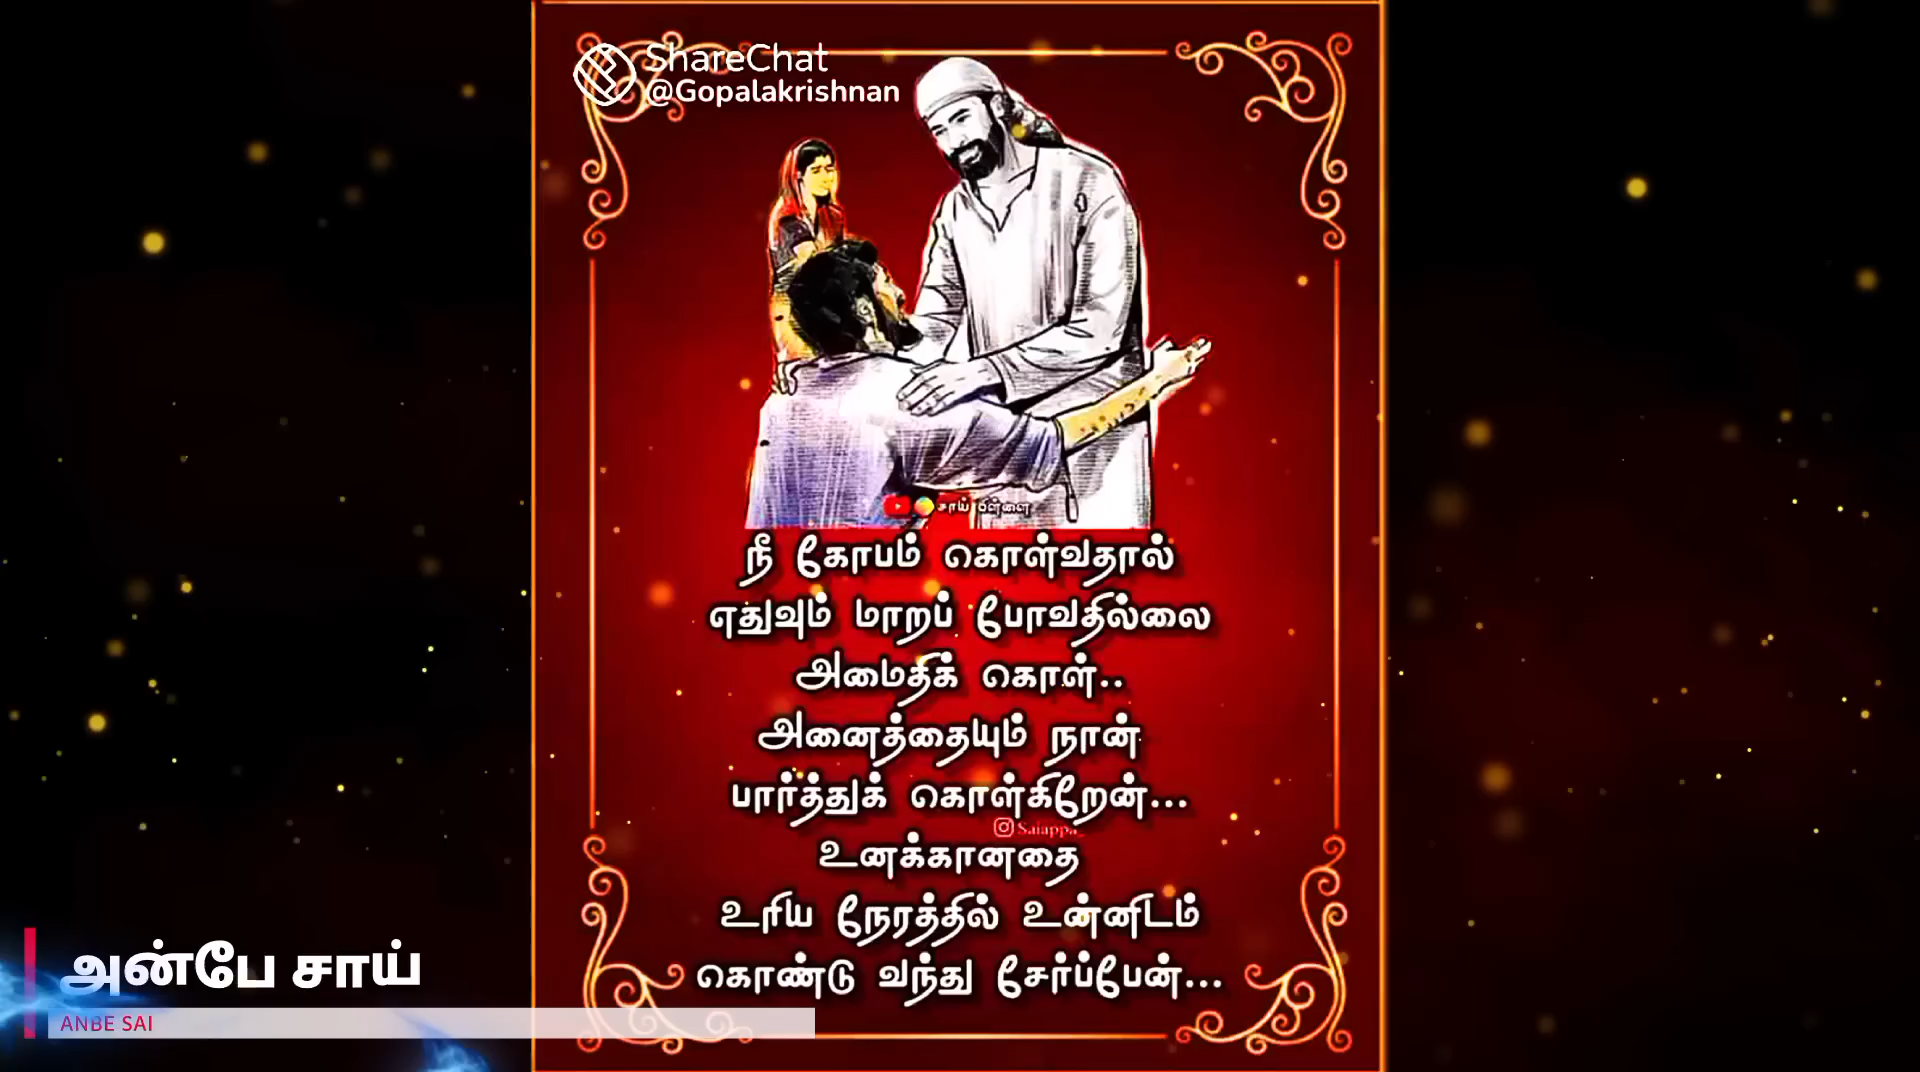 ShareChat
@Gopalakrishnan
சாய் பிள்ளை
நீ கோபம் கொள்வதால்
எதுவும் மாறப் போவதில்லை
அமைதிக் கொள்..
அனைத்தையும் நான்
பார்த்துக் கொள்கிறேன்...
Saiappa_
உனக்கானதை
உரிய நேரத்தில் உன்னிடம்
கொண்டு வந்து சேர்ப்பேன்...
அன்பே சாய்
ANBE SAI